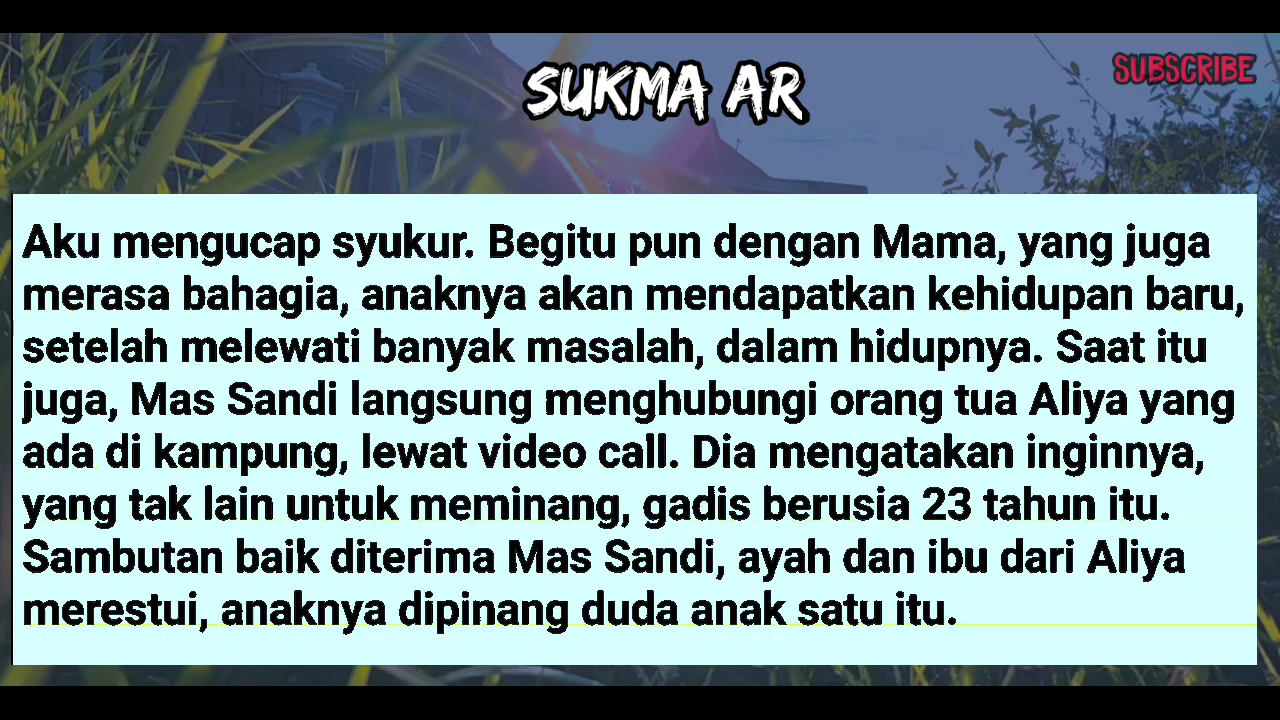 SUKMA AR
SUBSCRIBE
Aku mengucap syukur. Begitu pun dengan Mama, yang juga
merasa bahagia, anaknya akan mendapatkan kehidupan baru,
setelah melewati banyak masalah, dalam hidupnya. Saat itu
juga, Mas Sandi langsung menghubungi orang tua Aliya yang
ada di kampung, lewat video call. Dia mengatakan inginnya,
yang tak lain untuk meminang, gadis berusia 23 tahun itu.
Sambutan baik diterima Mas Sandi, ayah dan ibu dari Aliya
merestui, anaknya dipinang duda anak satu itu.